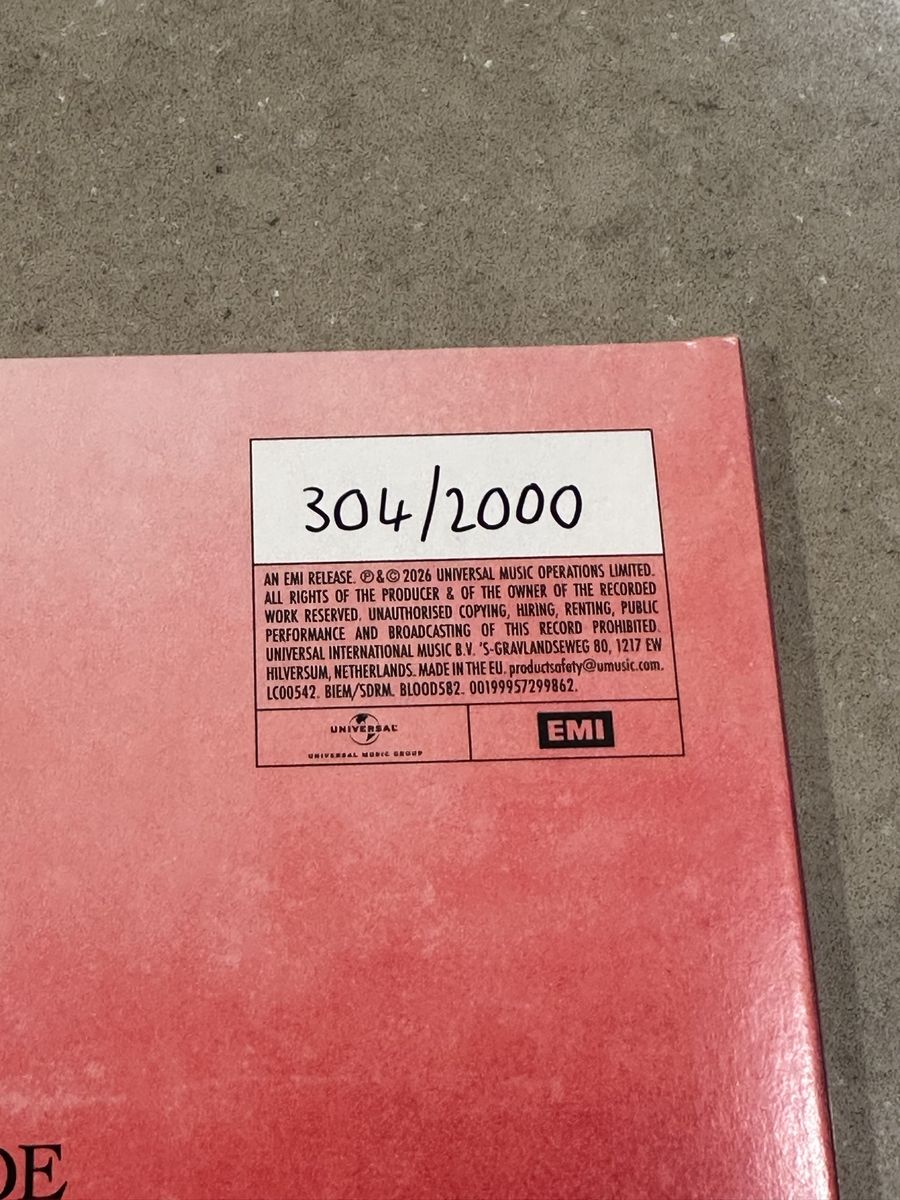 304/2000
AN EMI RELEASE. Ⓟ&© 2026 UNIVERSAL MUSIC OPERATIONS LIMITED.
ALL RIGHTS OF THE PRODUCER & OF THE OWNER OF THE RECORDED
WORK RESERVED. UNAUTHORISED COPYING, HIRING, RENTING, PUBLIC
PERFORMANCE AND BROADCASTING OF THIS RECORD PROHIBITED.
UNIVERSAL INTERNATIONAL MUSIC B.V. 'S-GRAVLANDSEWEG 80, 1217 EW
HILVERSUM, NETHERLANDS. MADE IN THE EU. productsafety@umusic.com.
LC00542. BIEM/SDRM. BLOOD582. 00199957299862.
UNIVERSAL
UNIVERSAL MUSIC GROUP
EMI
DE